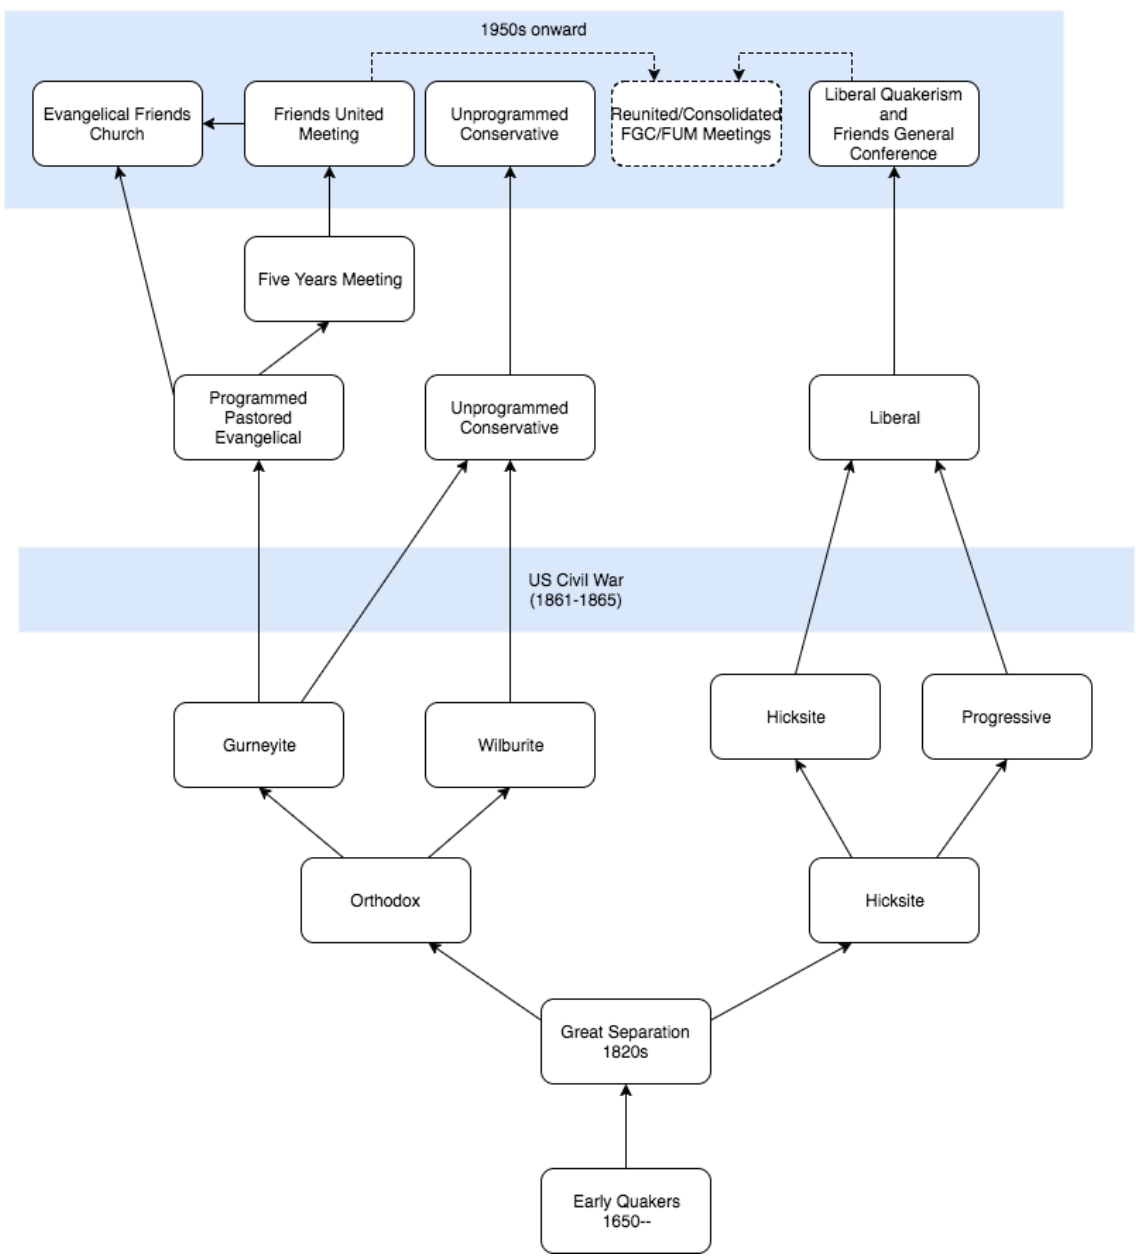 1950s onward
Evangelical Friends
Church
Friends United
Meeting
Unprogrammed
Conservative
Reunited/Consolidated
FGC/FUM Meetings
Liberal Quakerism
and
Friends General
Conference
Five Years Meeting
Programmed
Pastored
Evangelical
Unprogrammed
Conservative
Liberal
US Civil War
(1861-1865)
Gurneyite
Wilburite
Hicksite
Progressive
Orthodox
Hicksite
Great Separation
1820s
Early Quakers
1650--